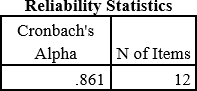 Reliability Statistics
Cronbach's
Alpha N of Items
.861 12